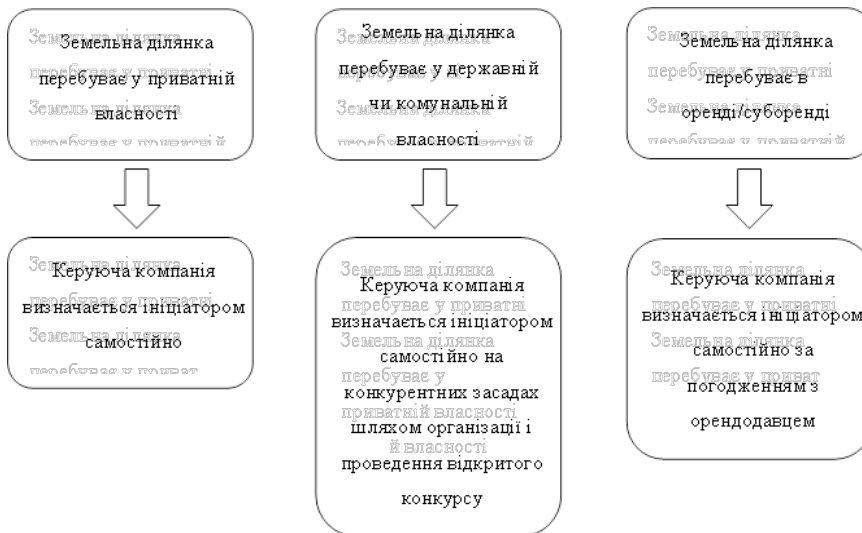 Земельна ділянка
перебуває у приватній
власності
Земельна ділянка
перебуває у державній
чи комунальній
власності
Земельна ділянка
перебуває в
оренді/суборенді
Керуюча компанія
визначається ініціатором
самостійно
Керуюча компанія
визначається ініціатором
самостійно на
конкурентних засадах
шляхом організації і
проведення відкритого
конкурсу
Керуюча компанія
визначається ініціатором
самостійно за
погодженням з
орендодавцем